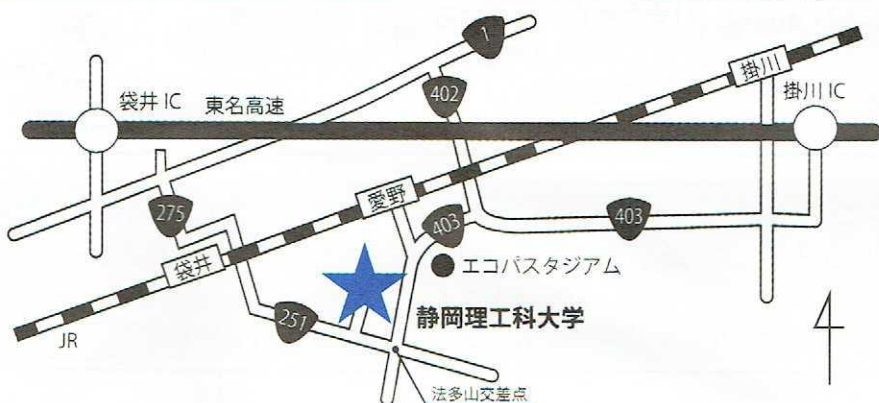 1
掛川
402
袋井 IC
東名高速
掛川 IC
愛野
275
403
403
袋井
エコパスタジアム
静岡理工科大学
251
JR
法多山交差点